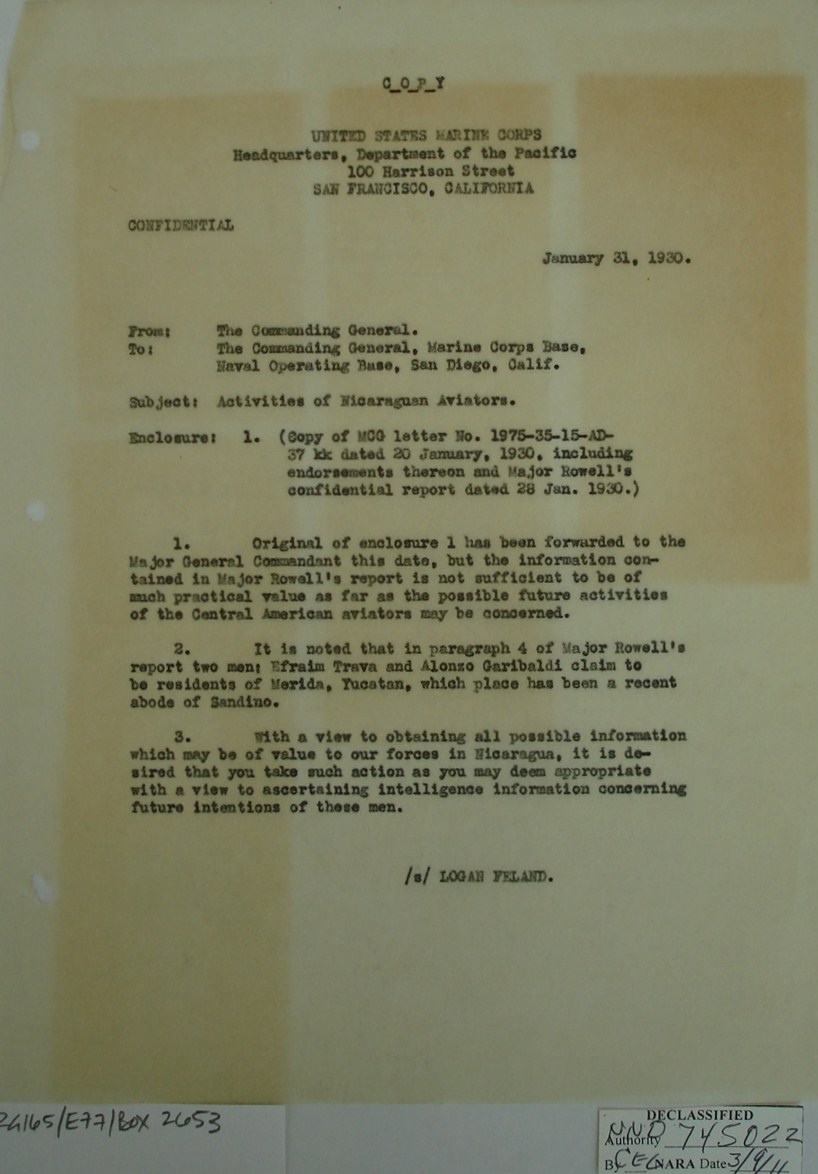 C_O_P_Y
UNITED STATES MARINE CORPS
Headquarters, Department of the Pacific
100 Harrison Street
SAN FRANCISCO, CALIFORNIA
CONFIDENTIAL
January 31, 1930.
From: The Commanding General.
To: The Commanding General, Marine Corps Base,
Naval Operating Base, San Diego, Calif.
Subject: Activities of Nicaraguan Aviators.
Enclosure: 1. (Copy of MCG letter No. 1975-35-15-AD-
37 kk dated 20 January, 1930, including
endorsements thereon and Major Rowell's
confidential report dated 28 Jan. 1930.)
1. Original of enclosure 1 has been forwarded to the
Major General Commandant this date, but the information con-
tained in Major Rowell's report is not sufficient to be of
much practical value as far as the possible future activities
of the Central American aviators may be concerned.
2. It is noted that in paragraph 4 of Major Rowell's
report two men; Efraim Trava and Alonzo Garibaldi claim to
be residents of Merida, Yucatan, which place has been a recent
abode of Sandino.
3. With a view to obtaining all possible information
which may be of value to our forces in Nicaragua, it is de-
sired that you take such action as you may deem appropriate
with a view to ascertaining intelligence information concerning
future intentions of these men.
/s/ LOGAN FELAND.
RG165/E77/Box 2653
DECLASSIFIED
Authority NND 745022
By CEG NARA Date 3/9/11